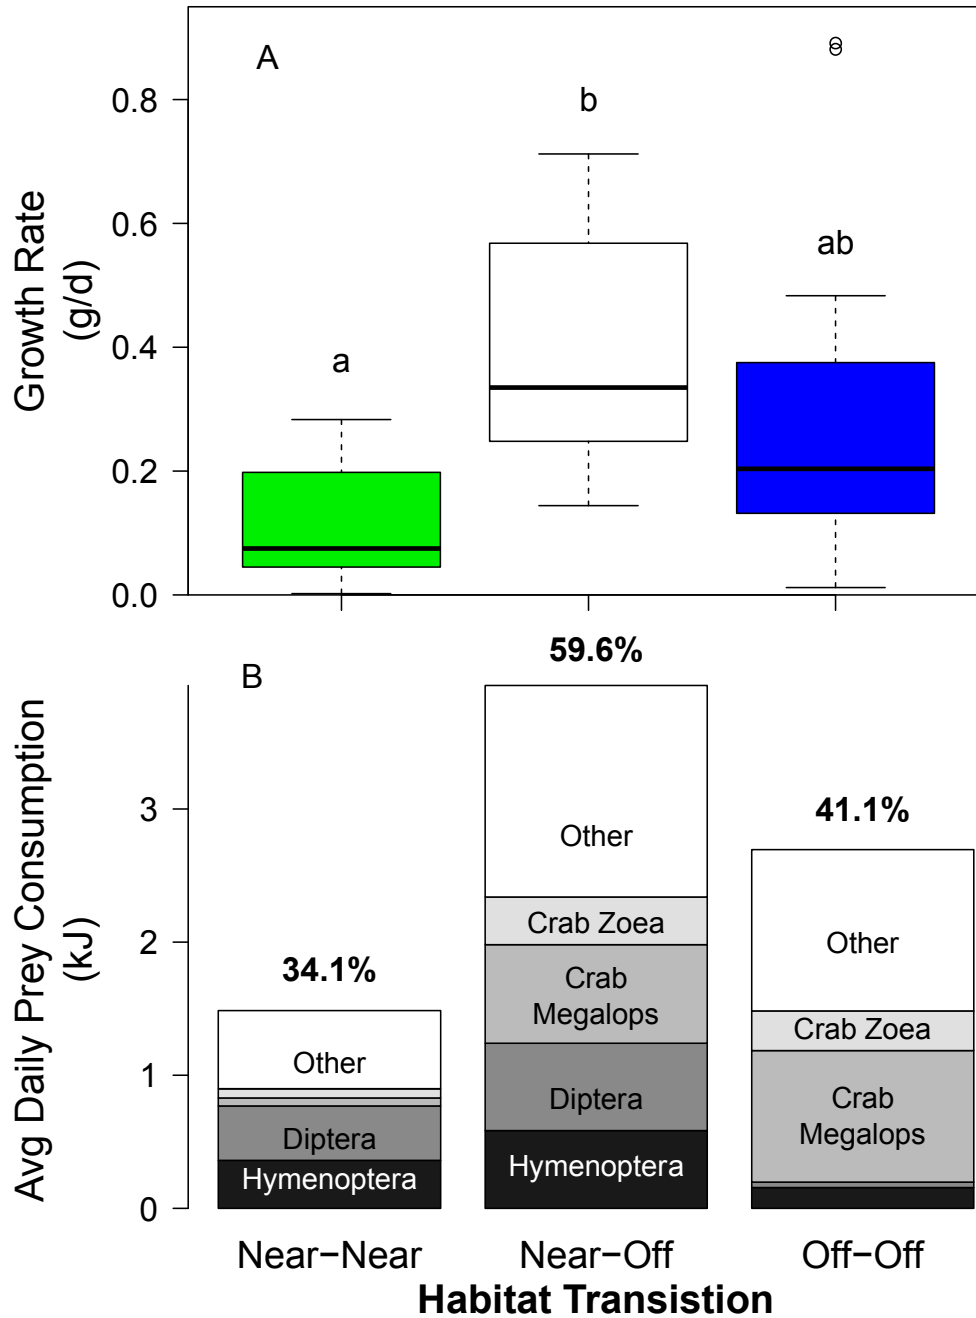 A
Growth Rate
(g/d)
0.8
0.6
0.4
0.2
0.0
a
b
ab
B
Avg Daily Prey Consumption
(kJ)
3
2
1
0
34.1%
Other
Diptera
Hymenoptera
59.6%
Other
Crab Zoea
Crab
Megalops
Diptera
Hymenoptera
41.1%
Other
Crab Zoea
Crab
Megalops
Near−Near
Near−Off
Off−Off
Habitat Transistion